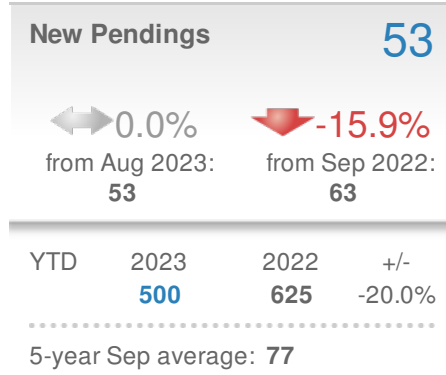 New Pendings 53
0.0% -15.9%
from Aug 2023: from Sep 2022:
53 63
YTD 2023 2022 +/-
500 625 -20.0%
5-year Sep average: 77